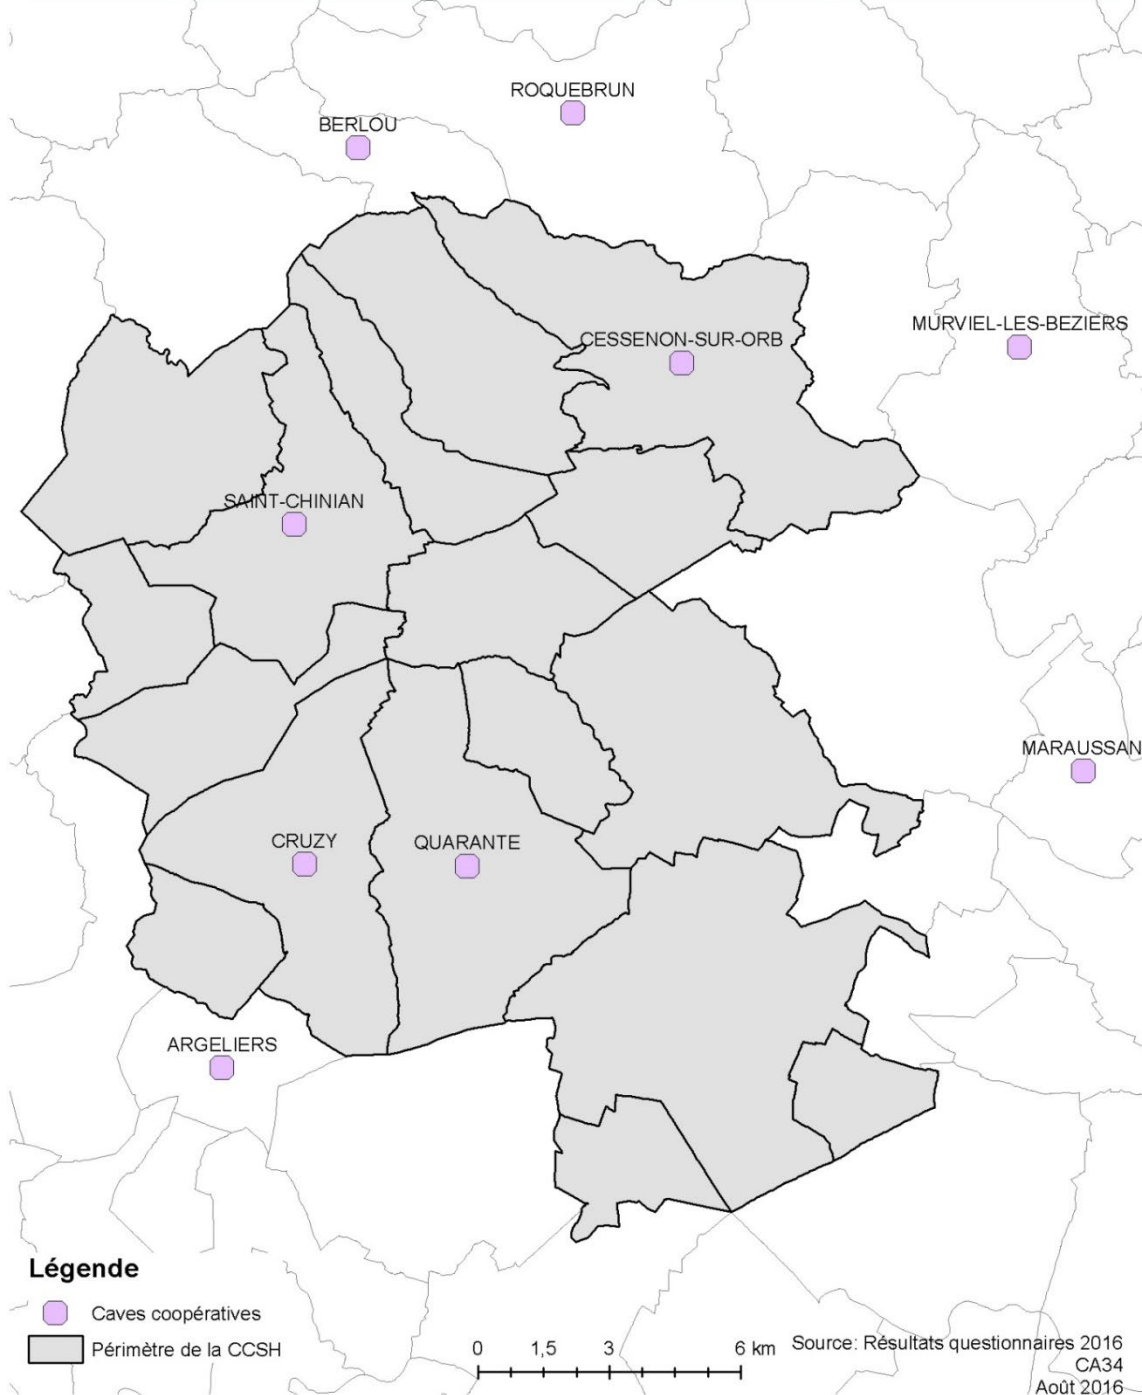 ROQUEBRUN
BERLOU
MURVIEL-LES-BEZIERS
CESSENON-SUR-ORB
SAINT-CHINIAN
MARAUSSAN
CRUZY
QUARANTE
ARGELIERS
Légende
Caves coopératives
Périmètre de la CCSH
0 1,5 3 6 km
Source: Résultats questionnaires 2016
CA34
Août 2016